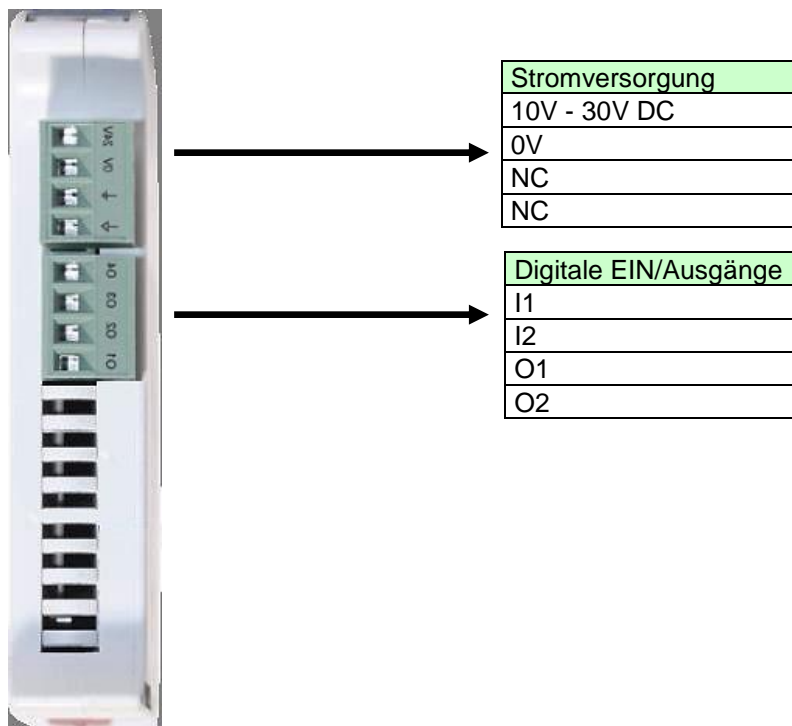 Stromversorgung
10V - 30V DC
0V
NC
NC
Digitale EIN/Ausgänge
I1
I2
O1
O2